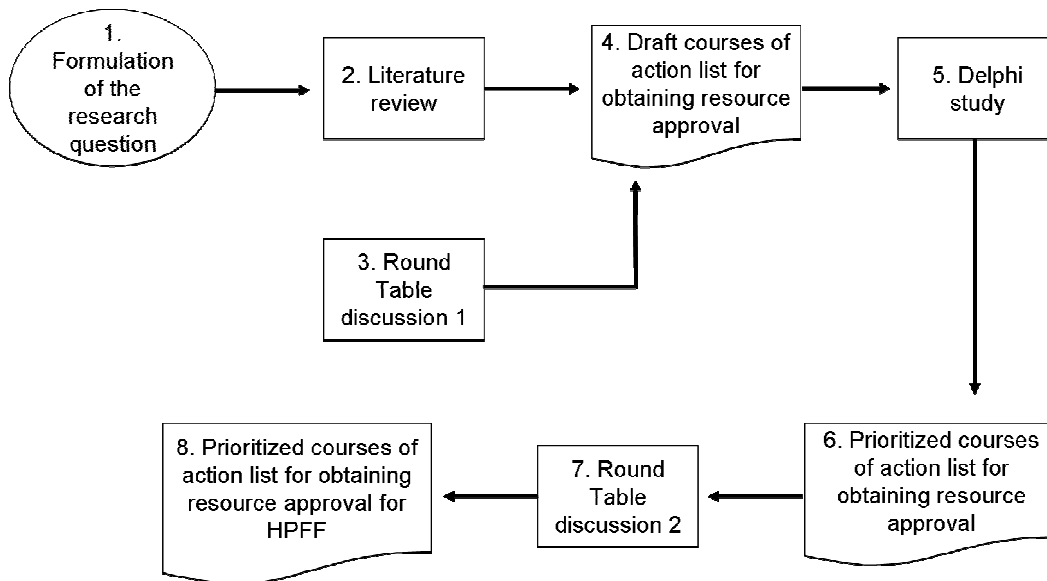 1.
Formulation
of the
research
question
2. Literature
review
3. Round
Table
discussion 1
4. Draft courses of
action list for
obtaining resource
approval
5. Delphi
study
6. Prioritized courses
of action list for
obtaining resource
approval
7. Round
Table
discussion 2
8. Prioritized courses of
action list for obtaining
resource approval for
HPFF